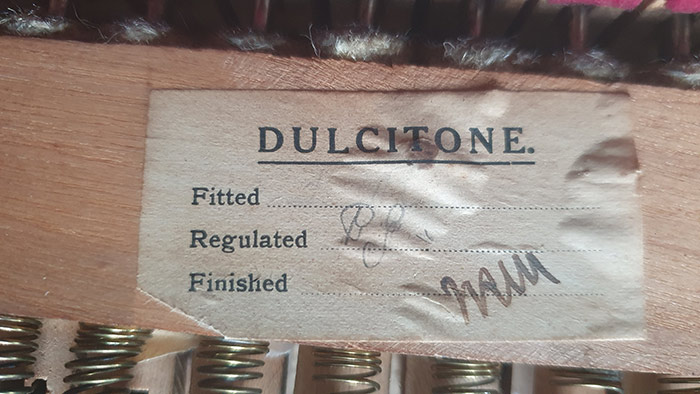 DULCITONE.
Fitted
Regulated
Finished